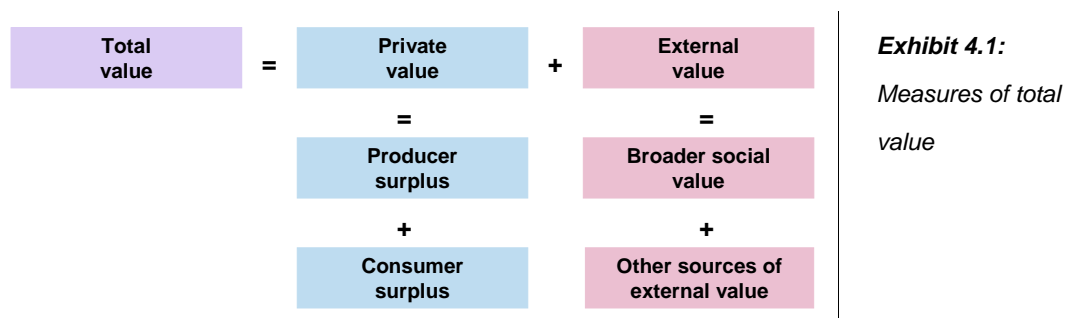 Total
value
=
Private
value
+
External
value
=
=
Producer
surplus
Broader social
value
+
+
Consumer
surplus
Other sources of
external value
Exhibit 4.1:
Measures of total
value